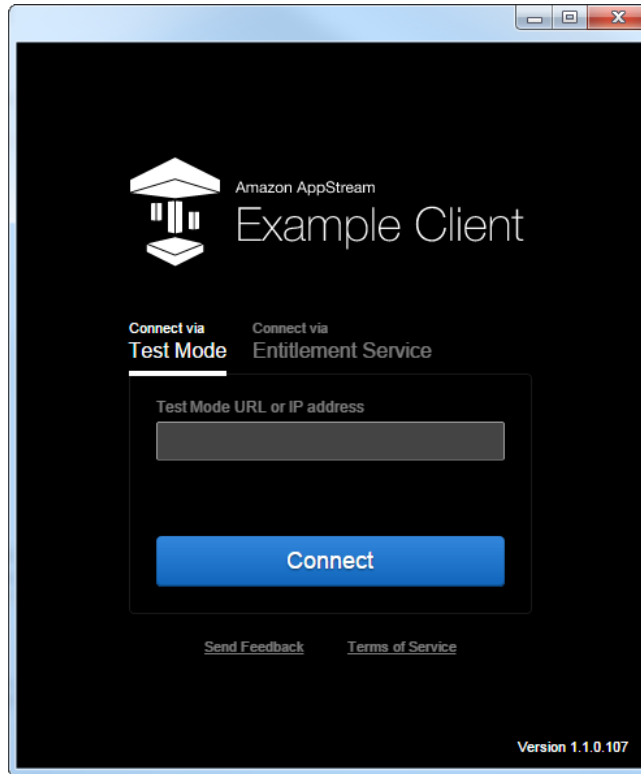 Amazon AppStream
Example Client
Connect via
Test Mode
Connect via
Entitlement Service
Test Mode URL or IP address
Connect
Send Feedback
Terms of Service
Version 1.1.0.107